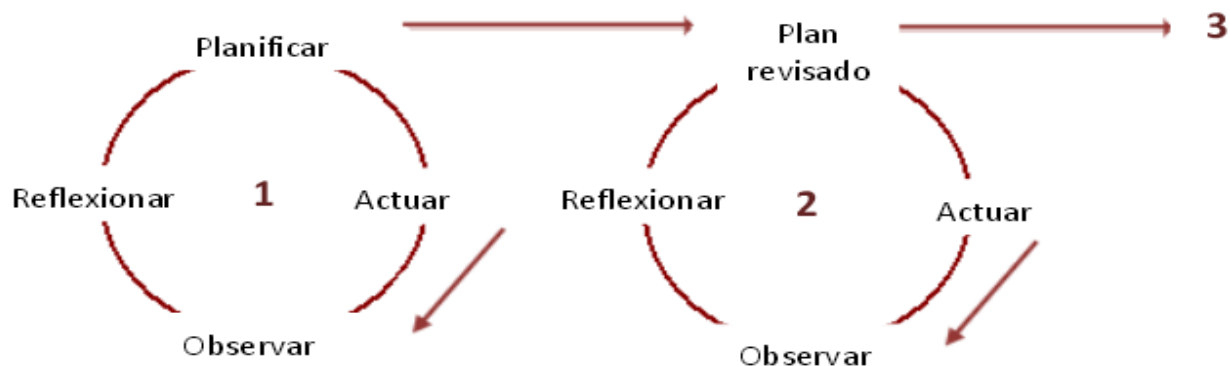 Planificar
Reflexionar
1
Actuar
Observar
Plan
revisado
Reflexionar
2
Actuar
Observar
3